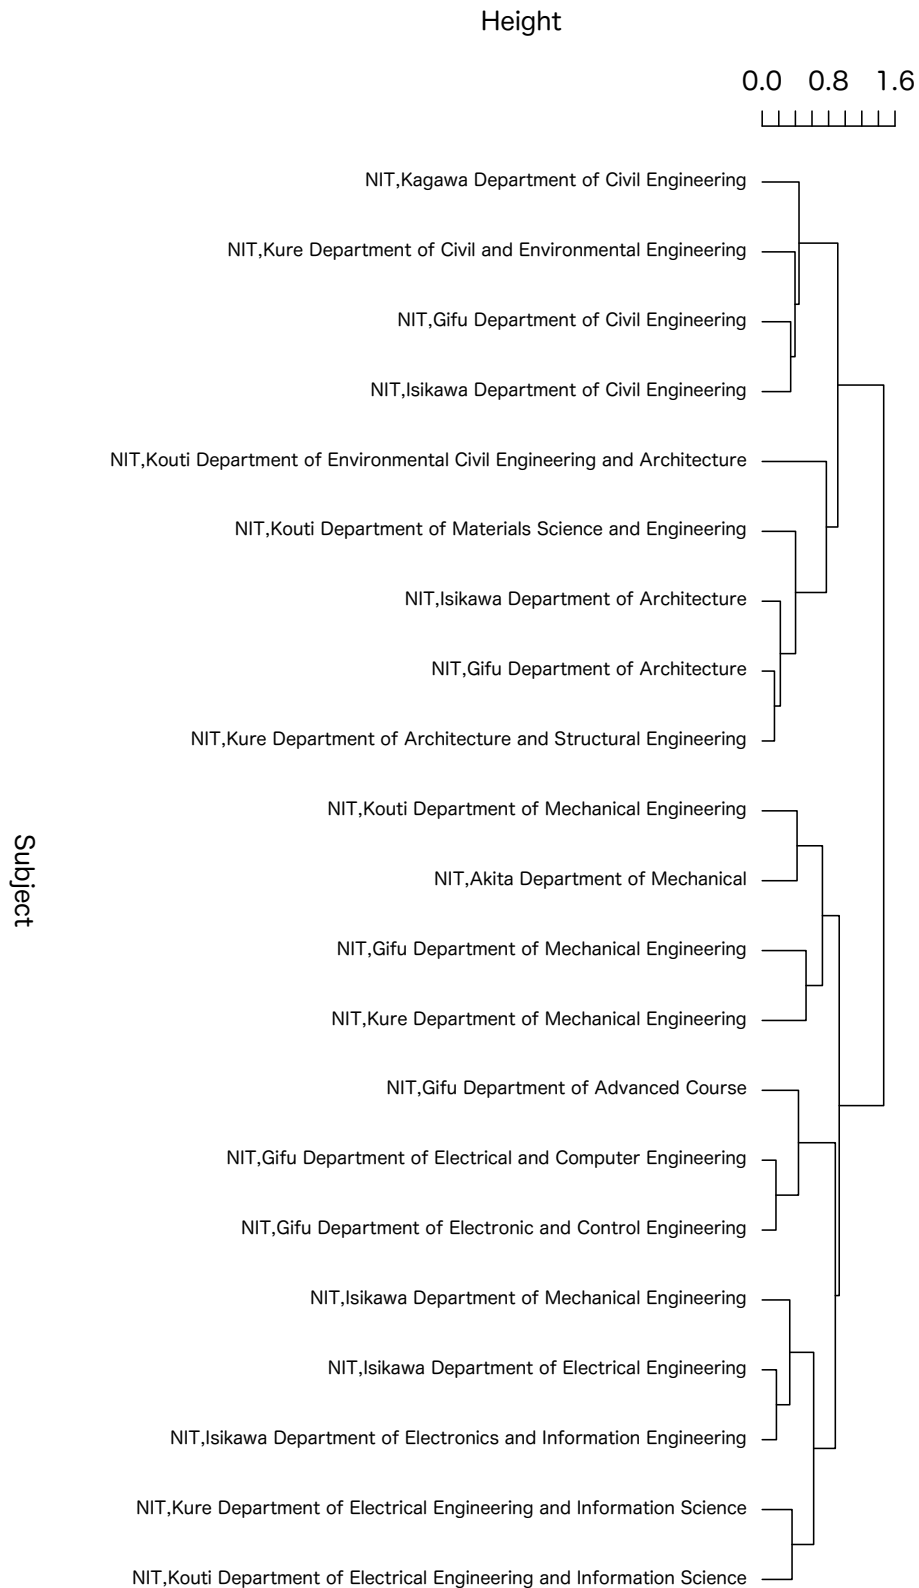 Height
0.0 0.8 1.6
NIT,Kagawa Department of Civil Engineering
NIT,Kure Department of Civil and Environmental Engineering
NIT,Gifu Department of Civil Engineering
NIT,Isikawa Department of Civil Engineering
NIT,Kouti Department of Environmental Civil Engineering and Architecture
NIT,Kouti Department of Materials Science and Engineering
NIT,Isikawa Department of Architecture
NIT,Gifu Department of Architecture
NIT,Kure Department of Architecture and Structural Engineering
NIT,Kouti Department of Mechanical Engineering
Subject
NIT,Akita Department of Mechanical
NIT,Gifu Department of Mechanical Engineering
NIT,Kure Department of Mechanical Engineering
NIT,Gifu Department of Advanced Course
NIT,Gifu Department of Electrical and Computer Engineering
NIT,Gifu Department of Electronic and Control Engineering
NIT,Isikawa Department of Mechanical Engineering
NIT,Isikawa Department of Electrical Engineering
NIT,Isikawa Department of Electronics and Information Engineering
NIT,Kure Department of Electrical Engineering and Information Science
NIT,Kouti Department of Electrical Engineering and Information Science